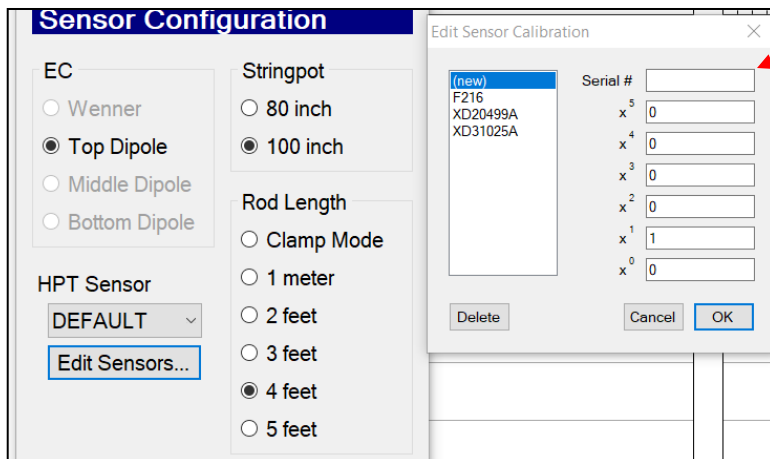 Sensor Configuration
EC
Wenner
Top Dipole
Middle Dipole
Bottom Dipole
HPT Sensor
DEFAULT
Edit Sensors...
Stringpot
80 inch
100 inch
Rod Length
Clamp Mode
1 meter
2 feet
3 feet
4 feet
5 feet
Edit Sensor Calibration
(new)
F216
XD20499A
XD31025A
Serial #
x⁵ 0
x⁴ 0
x³ 0
x² 0
x¹ 1
x⁰ 0
Delete
Cancel
OK